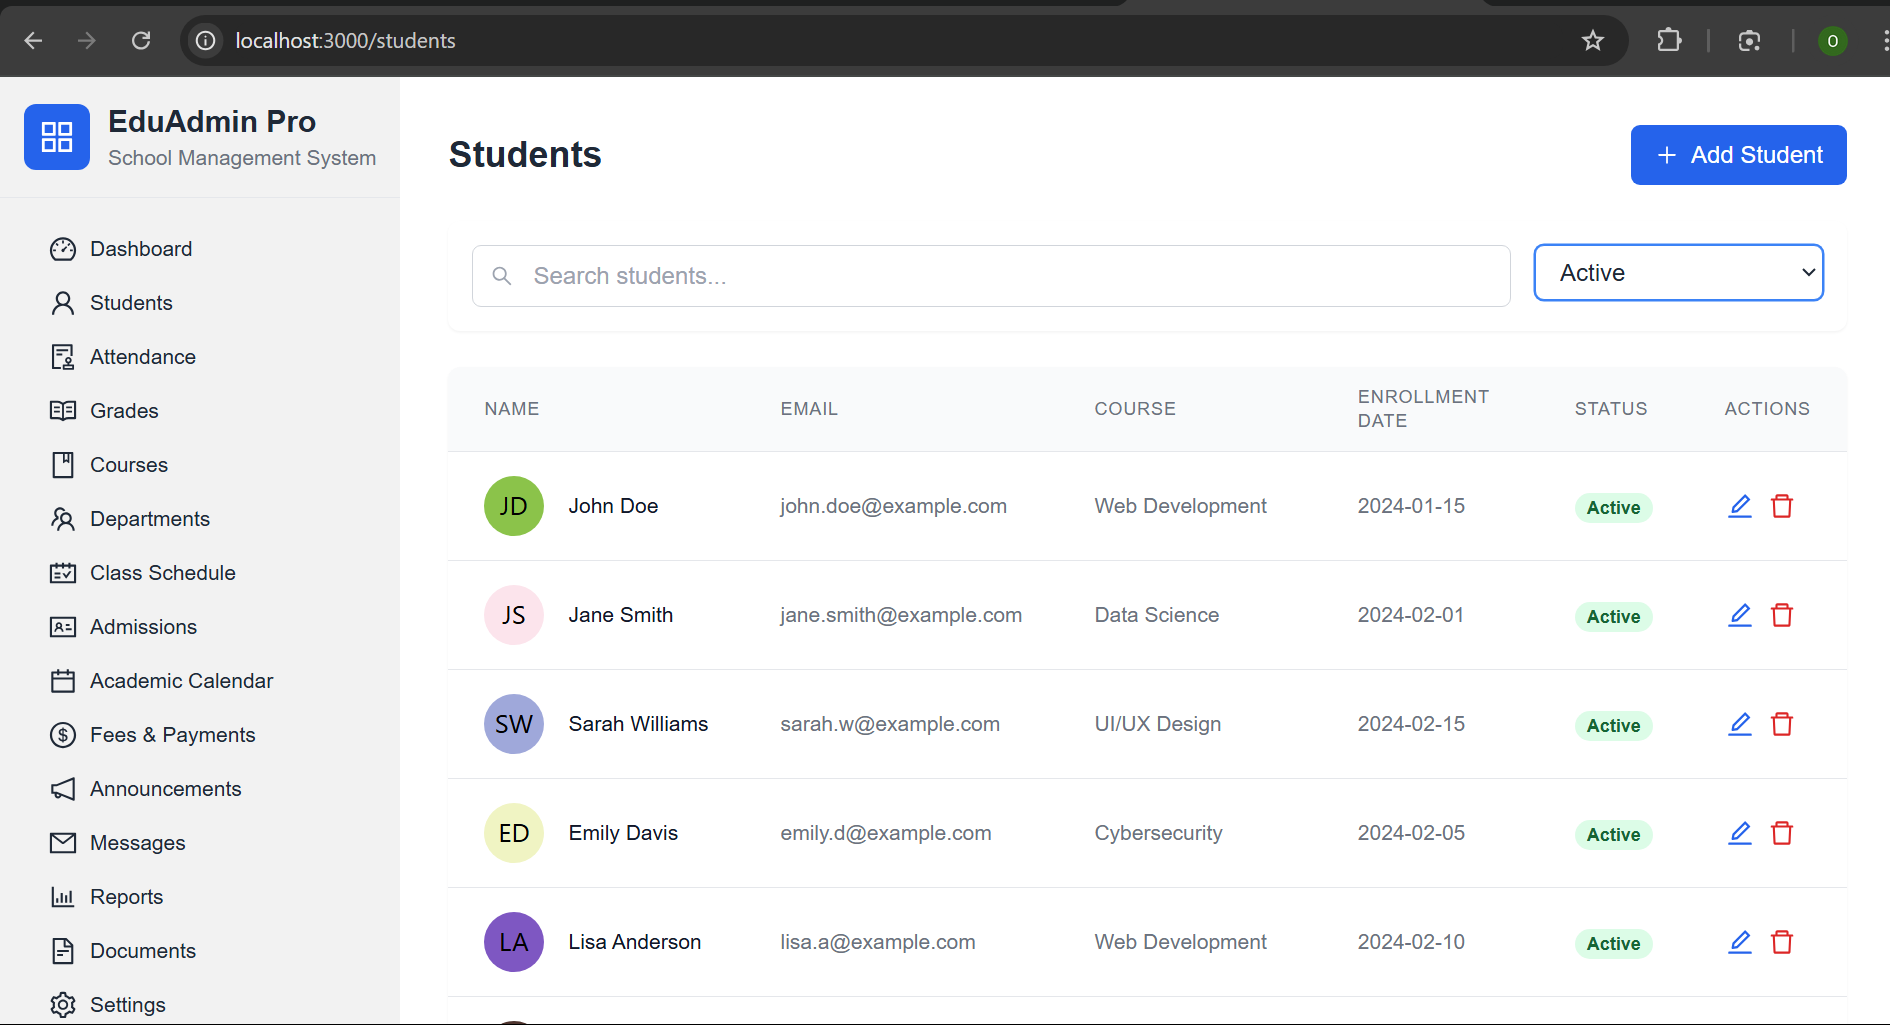 localhost:3000/students
O
EduAdmin Pro
School Management System
Dashboard
Students
Attendance
Grades
Courses
Departments
Class Schedule
Admissions
Academic Calendar
Fees & Payments
Announcements
Messages
Reports
Documents
Settings
Students
Add Student
Search students...
Active
NAME EMAIL COURSE ENROLLMENT DATE STATUS ACTIONS
JD John Doe john.doe@example.com Web Development 2024-01-15 Active
JS Jane Smith jane.smith@example.com Data Science 2024-02-01 Active
SW Sarah Williams sarah.w@example.com UI/UX Design 2024-02-15 Active
ED Emily Davis emily.d@example.com Cybersecurity 2024-02-05 Active
LA Lisa Anderson lisa.a@example.com Web Development 2024-02-10 Active